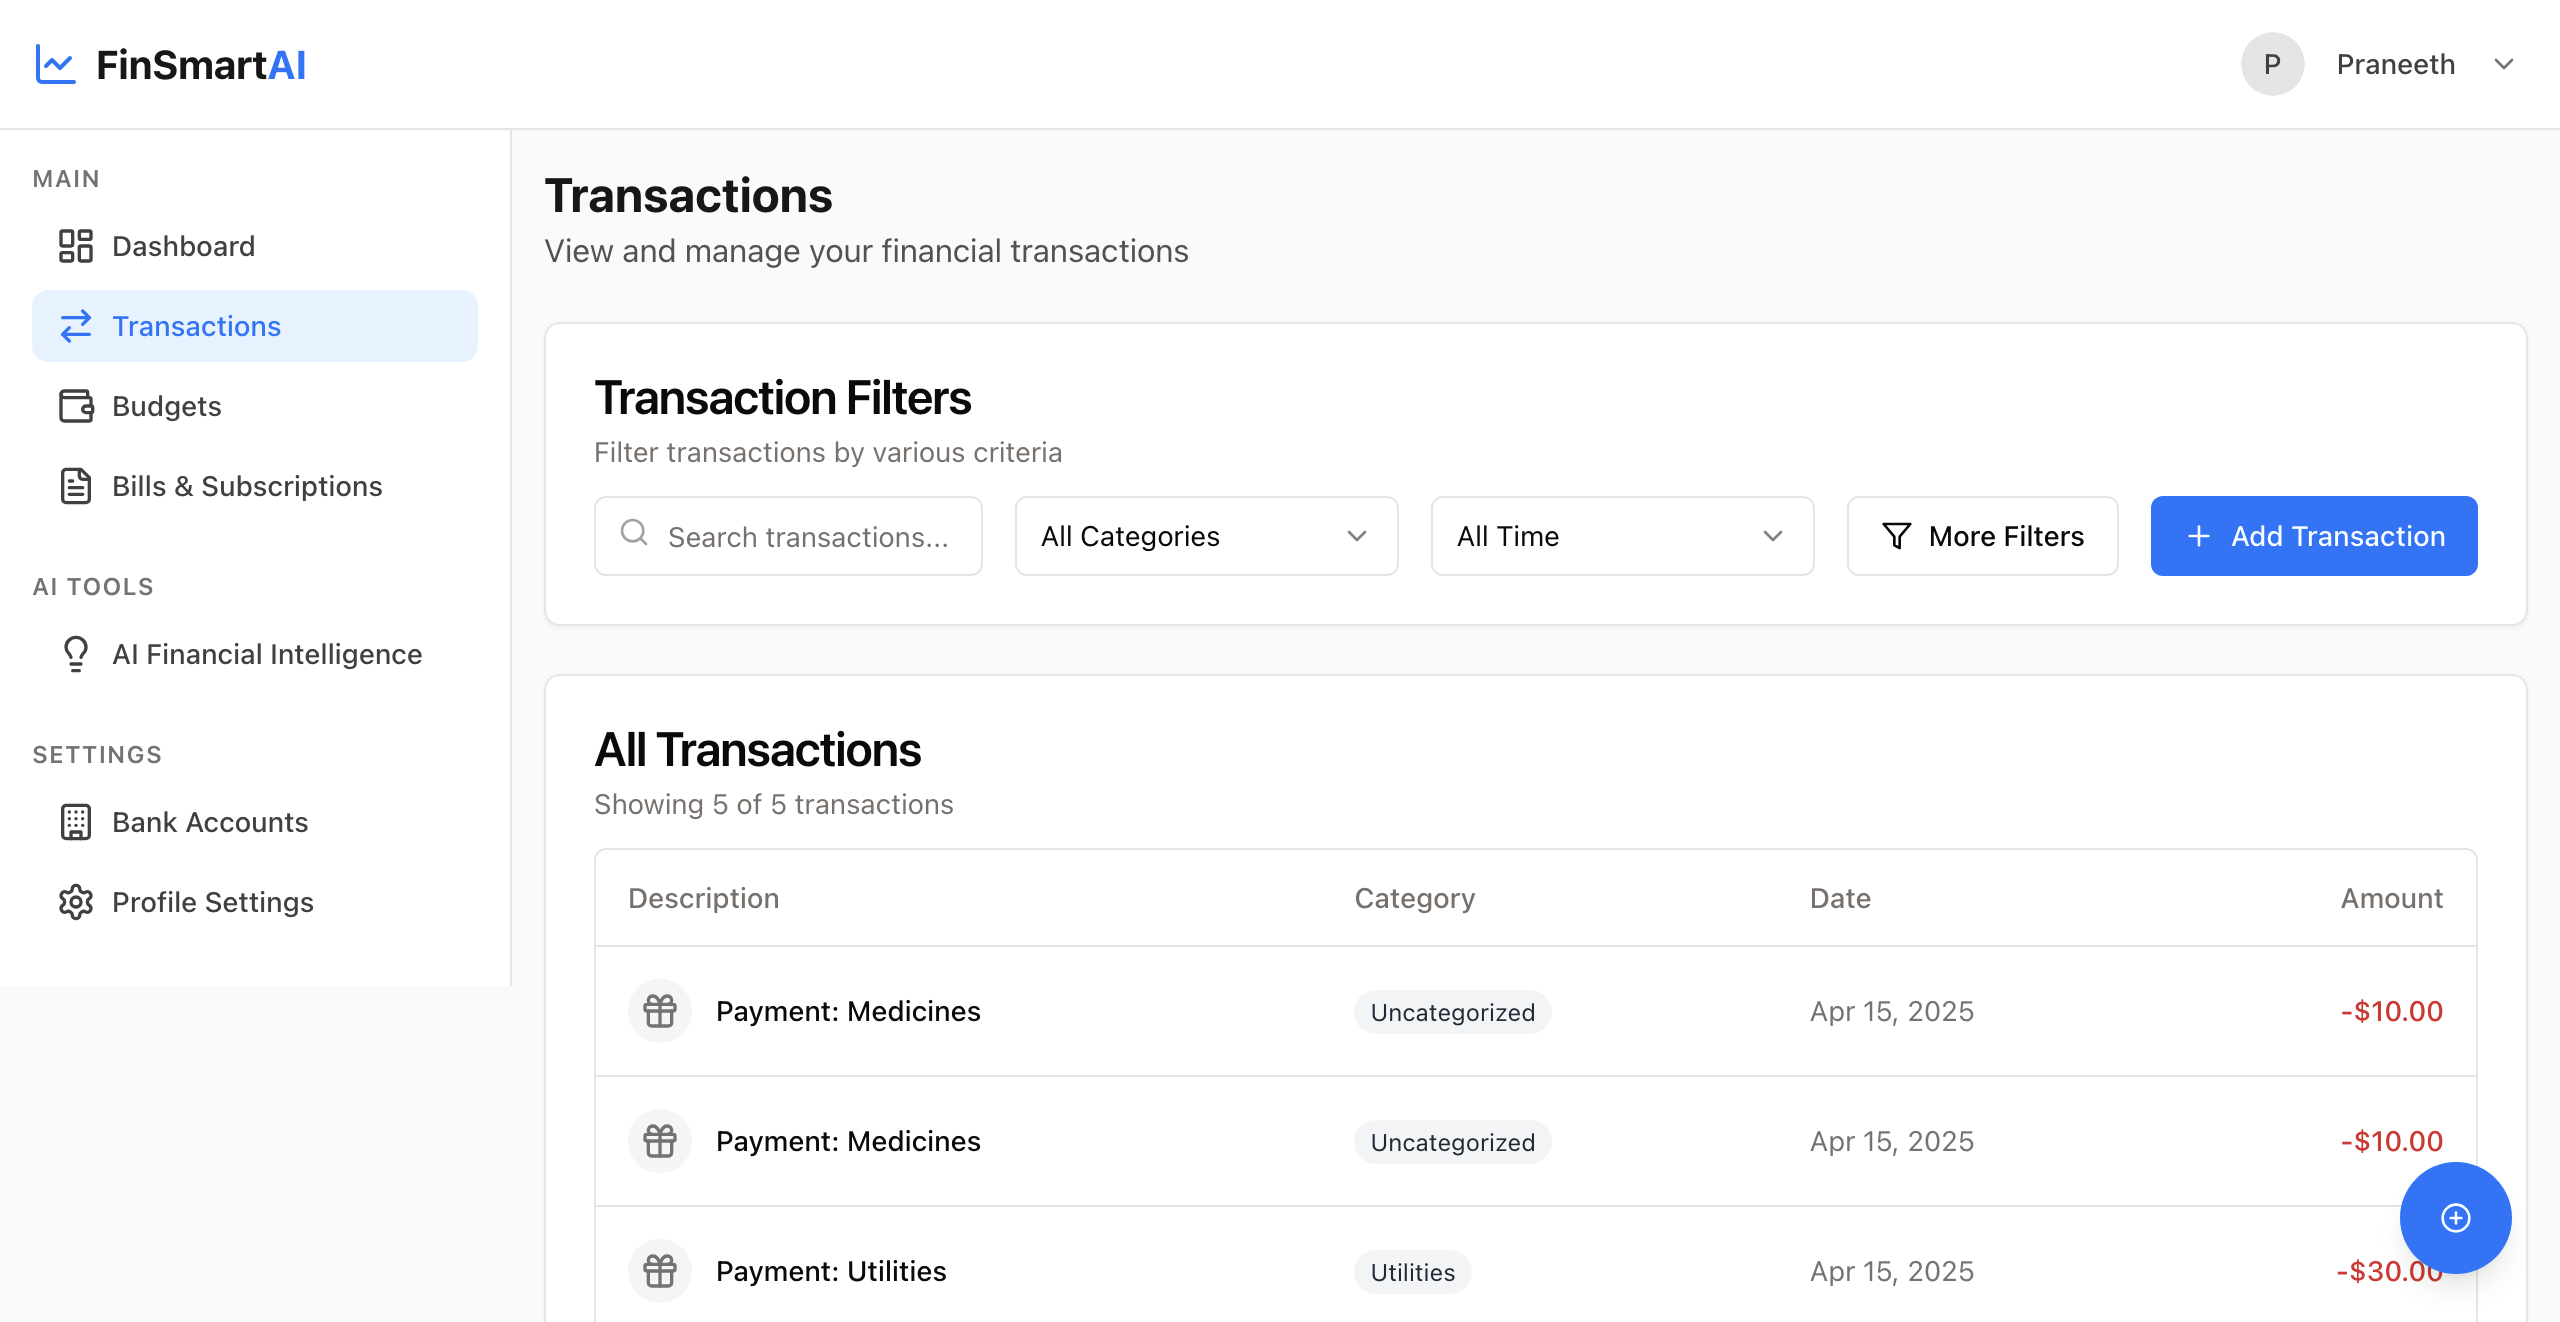 FinSmartAI
P
Praneeth
MAIN
Dashboard
Transactions
Budgets
Bills & Subscriptions
AI TOOLS
AI Financial Intelligence
SETTINGS
Bank Accounts
Profile Settings
Transactions
View and manage your financial transactions
Transaction Filters
Filter transactions by various criteria
Search transactions...
All Categories
All Time
More Filters
Add Transaction
All Transactions
Showing 5 of 5 transactions
Description Category Date Amount
Payment: Medicines Uncategorized Apr 15, 2025 -$10.00
Payment: Medicines Uncategorized Apr 15, 2025 -$10.00
Payment: Utilities Utilities Apr 15, 2025 -$30.00